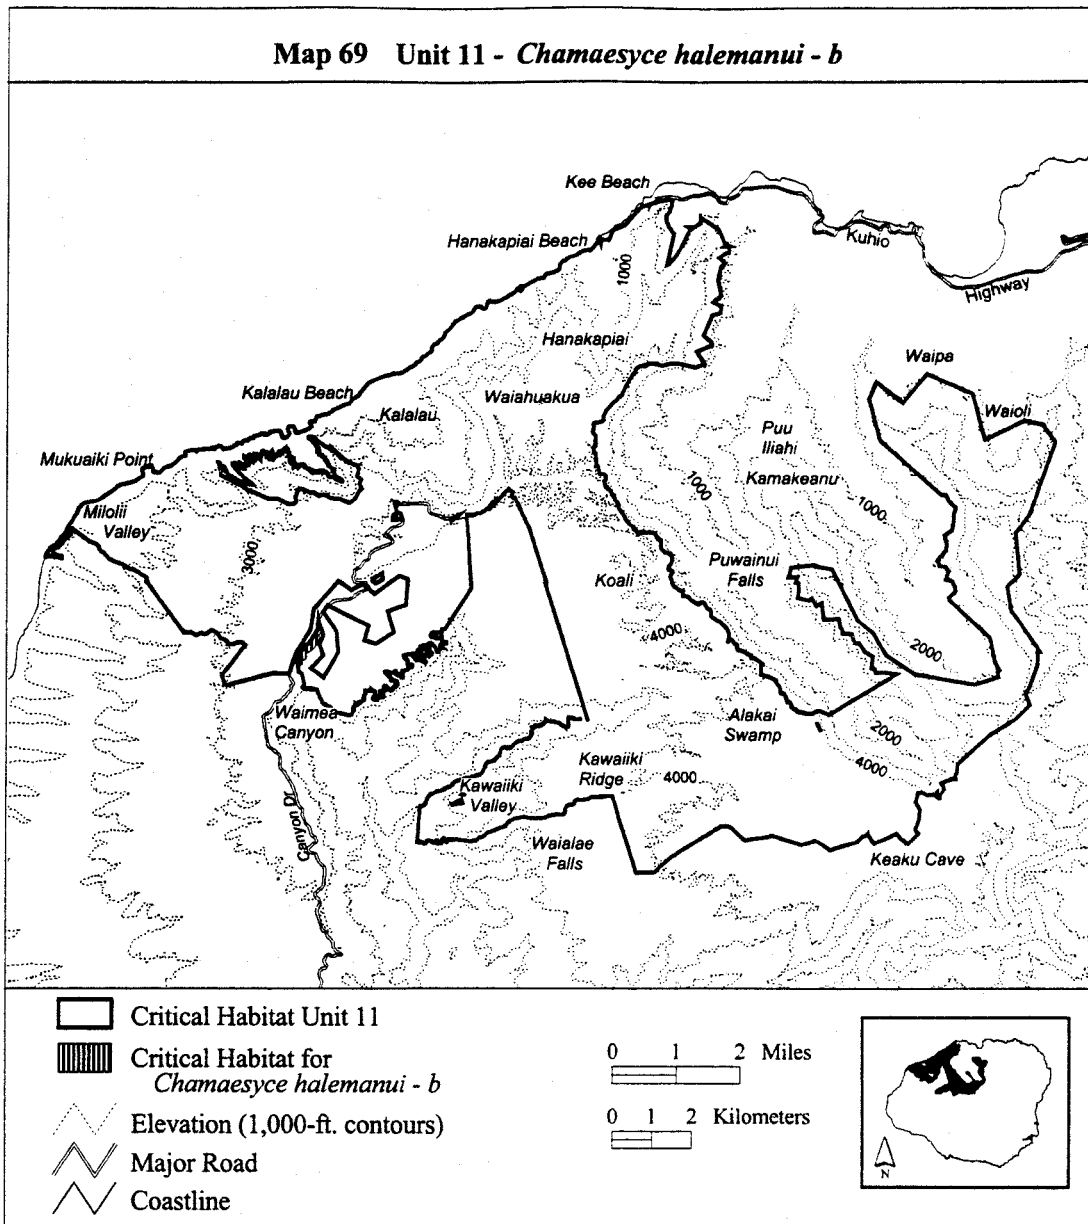 Map 69 Unit 11 - Chamaesyce halemanui - b
Kee Beach
Hanakapiai Beach
Kuhio
Highway
1000
Hanakapiai
Waipa
Kalalau Beach
Kalalau
Waiahuakua
Waioli
Puu
Iliahi
Mukuaiki Point
Kamakeanu
1000
1000
Milolii
Valley
3000
Puwainui
Falls
Koali
4000
2000
Waimea
Canyon
Alakai
Swamp
2000
4000
Kawaiiki
Ridge
4000
Kawaiiki
Valley
Canyon Dr
Waialae
Falls
Keaku Cave
Critical Habitat Unit 11
Critical Habitat for
Chamaesyce halemanui - b
Elevation (1,000-ft. contours)
Major Road
Coastline
0 1 2 Miles
0 1 2 Kilometers
N